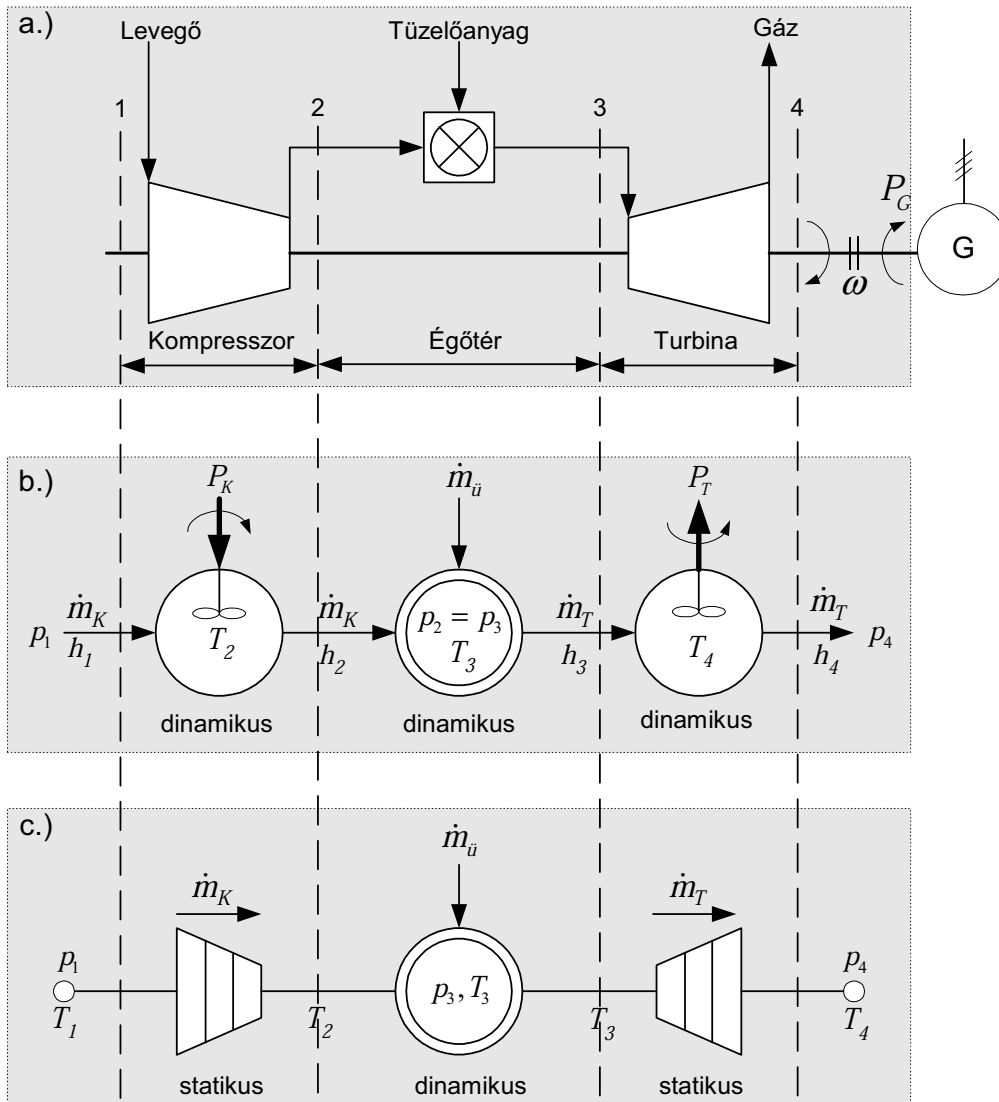 a.)
Levegő Tüzelőanyag Gáz
1 2 3 4
P_G
G
ω
Kompresszor Égőtér Turbina
b.)
P_K ṁ_ü P_T
ṁ_K ṁ_K p_2 = p_3 ṁ_T ṁ_T
p_1 T_2 T_3 T_4 p_4
h_1 h_2 h_3 h_4
dinamikus dinamikus dinamikus
c.)
ṁ_ü
ṁ_K ṁ_T
p_1 p_3, T_3 p_4
T_1 T_2 T_3 T_4
statikus dinamikus statikus